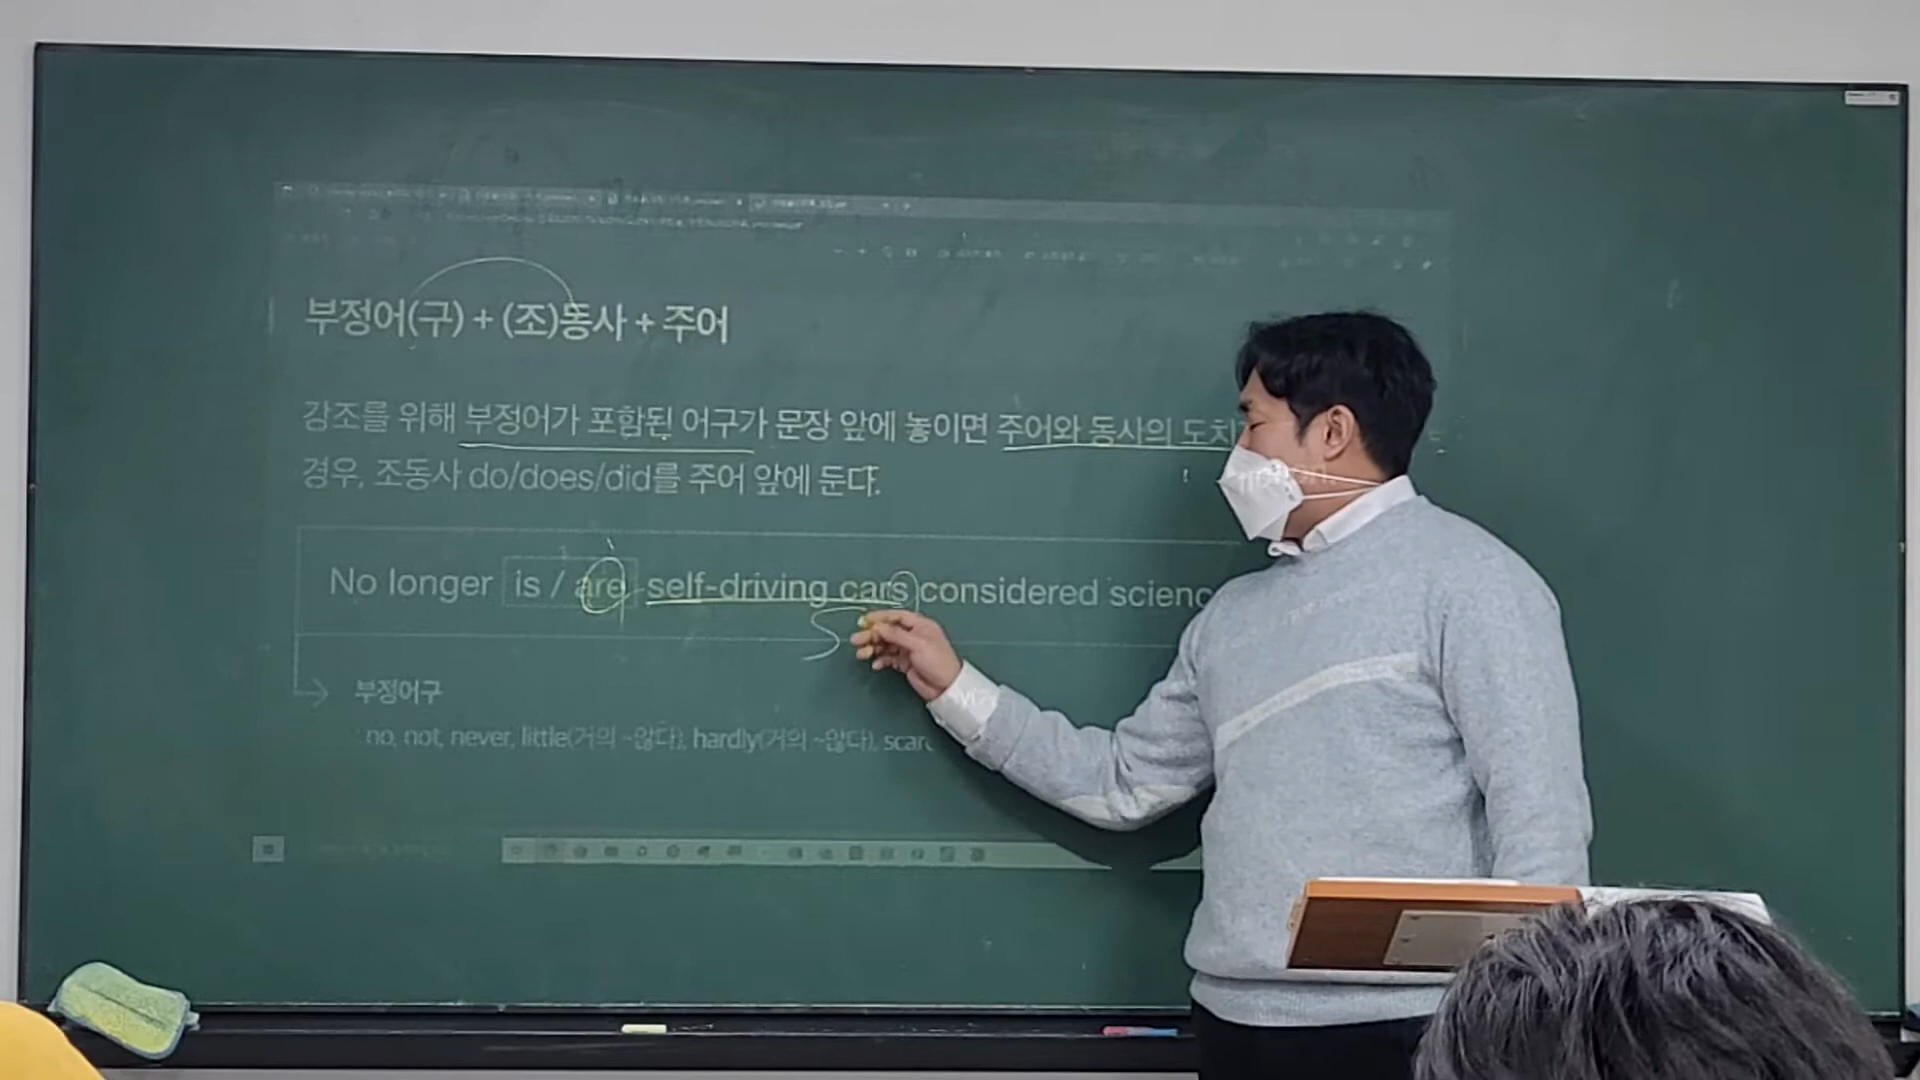 부정어(구) + (조)동사 + 주어
강조를 위해 부정어가 포함된 어구가 문장 앞에 놓이면 주어와 동사의 도치
경우, 조동사 do/does/did를 주어 앞에 둔다.
No longer is / are self-driving cars considered
S
부정어구
no, not, never, little(거의 ~않다), hardly(거의 ~않다),